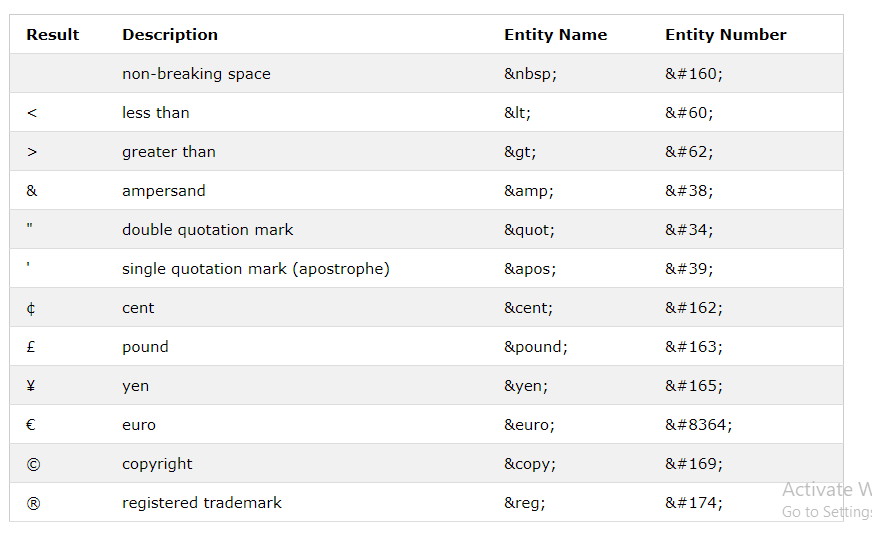 Result Description Entity Name Entity Number
non-breaking space &nbsp; &#160;
< less than &lt; &#60;
> greater than &gt; &#62;
& ampersand &amp; &#38;
" double quotation mark &quot; &#34;
' single quotation mark (apostrophe) &apos; &#39;
¢ cent &cent; &#162;
£ pound &pound; &#163;
¥ yen &yen; &#165;
€ euro &euro; &#8364;
© copyright &copy; &#169;
® registered trademark &reg; &#174;
Activate W
Go to Settings